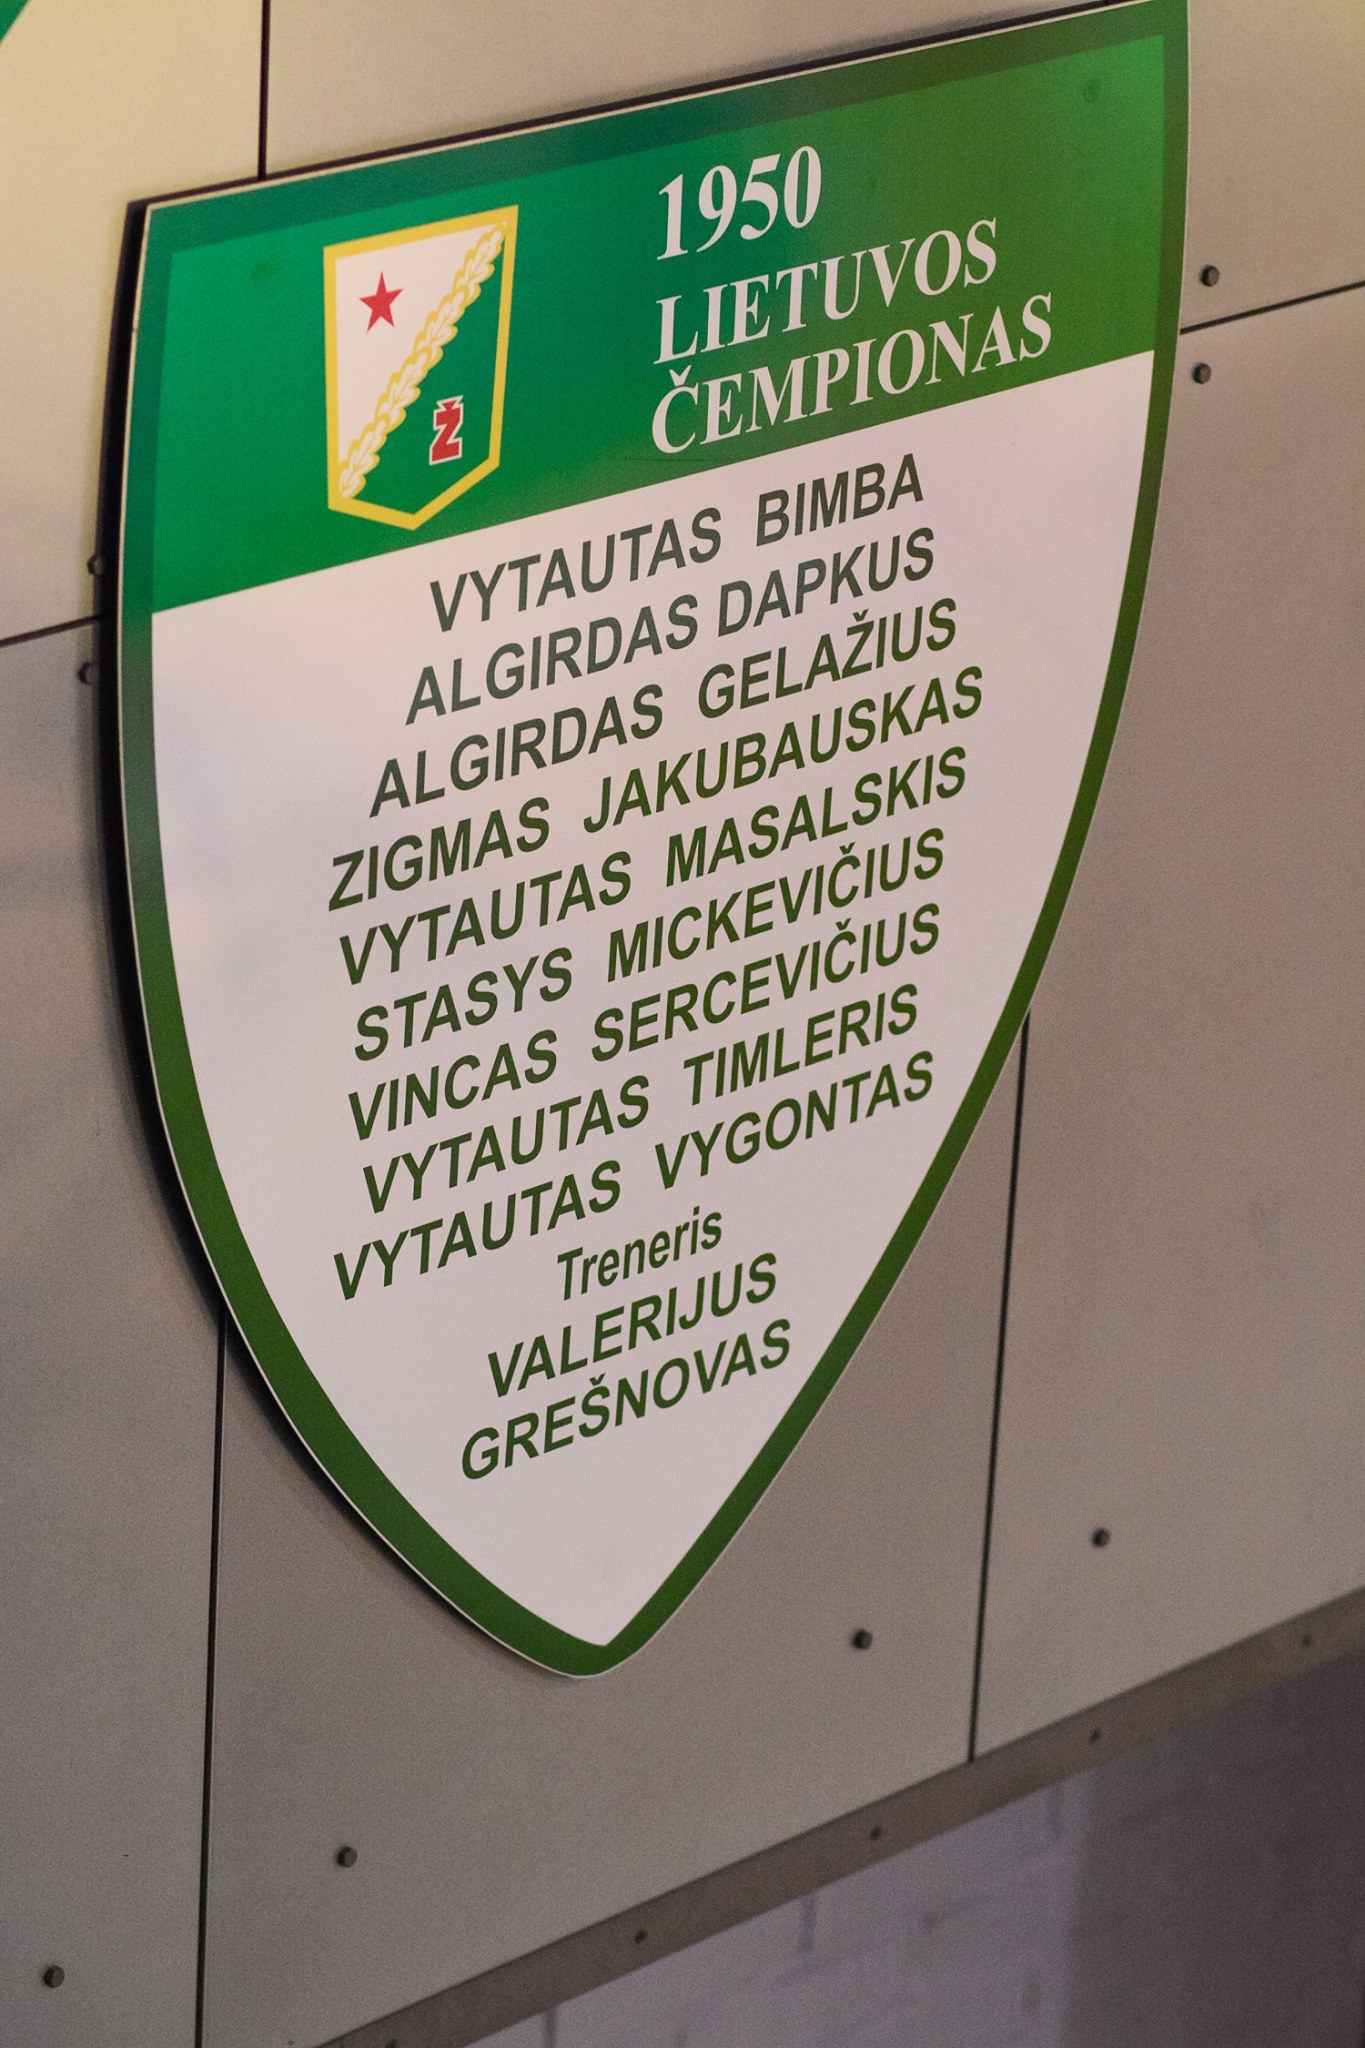 1950
LIETUVOS
ČEMPIONAS
Ž
VYTAUTAS BIMBA
ALGIRDAS DAPKUS
ALGIRDAS GELAŽIUS
ZIGMAS JAKUBAUSKAS
VYTAUTAS MASALSKIS
STASYS MICKEVIČIUS
VINCAS SERCEVIČIUS
VYTAUTAS TIMLERIS
VYTAUTAS VYGONTAS
Treneris
VALERIJUS
GREŠNOVAS